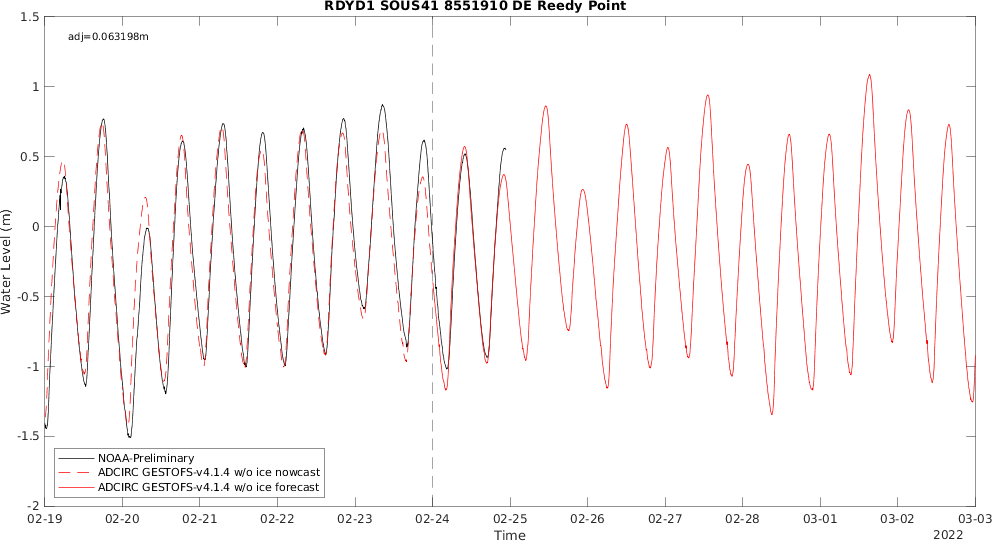 RDYD1 SOUS41 8551910 DE Reedy Point
adj=0.063198m
Water Level (m)
1.5
1
0.5
0
-0.5
-1
-1.5
-2
NOAA-Preliminary
ADCIRC GESTOFS-v4.1.4 w/o ice nowcast
ADCIRC GESTOFS-v4.1.4 w/o ice forecast
02-19 02-20 02-21 02-22 02-23 02-24 02-25 02-26 02-27 02-28 03-01 03-02 03-03
Time
2022